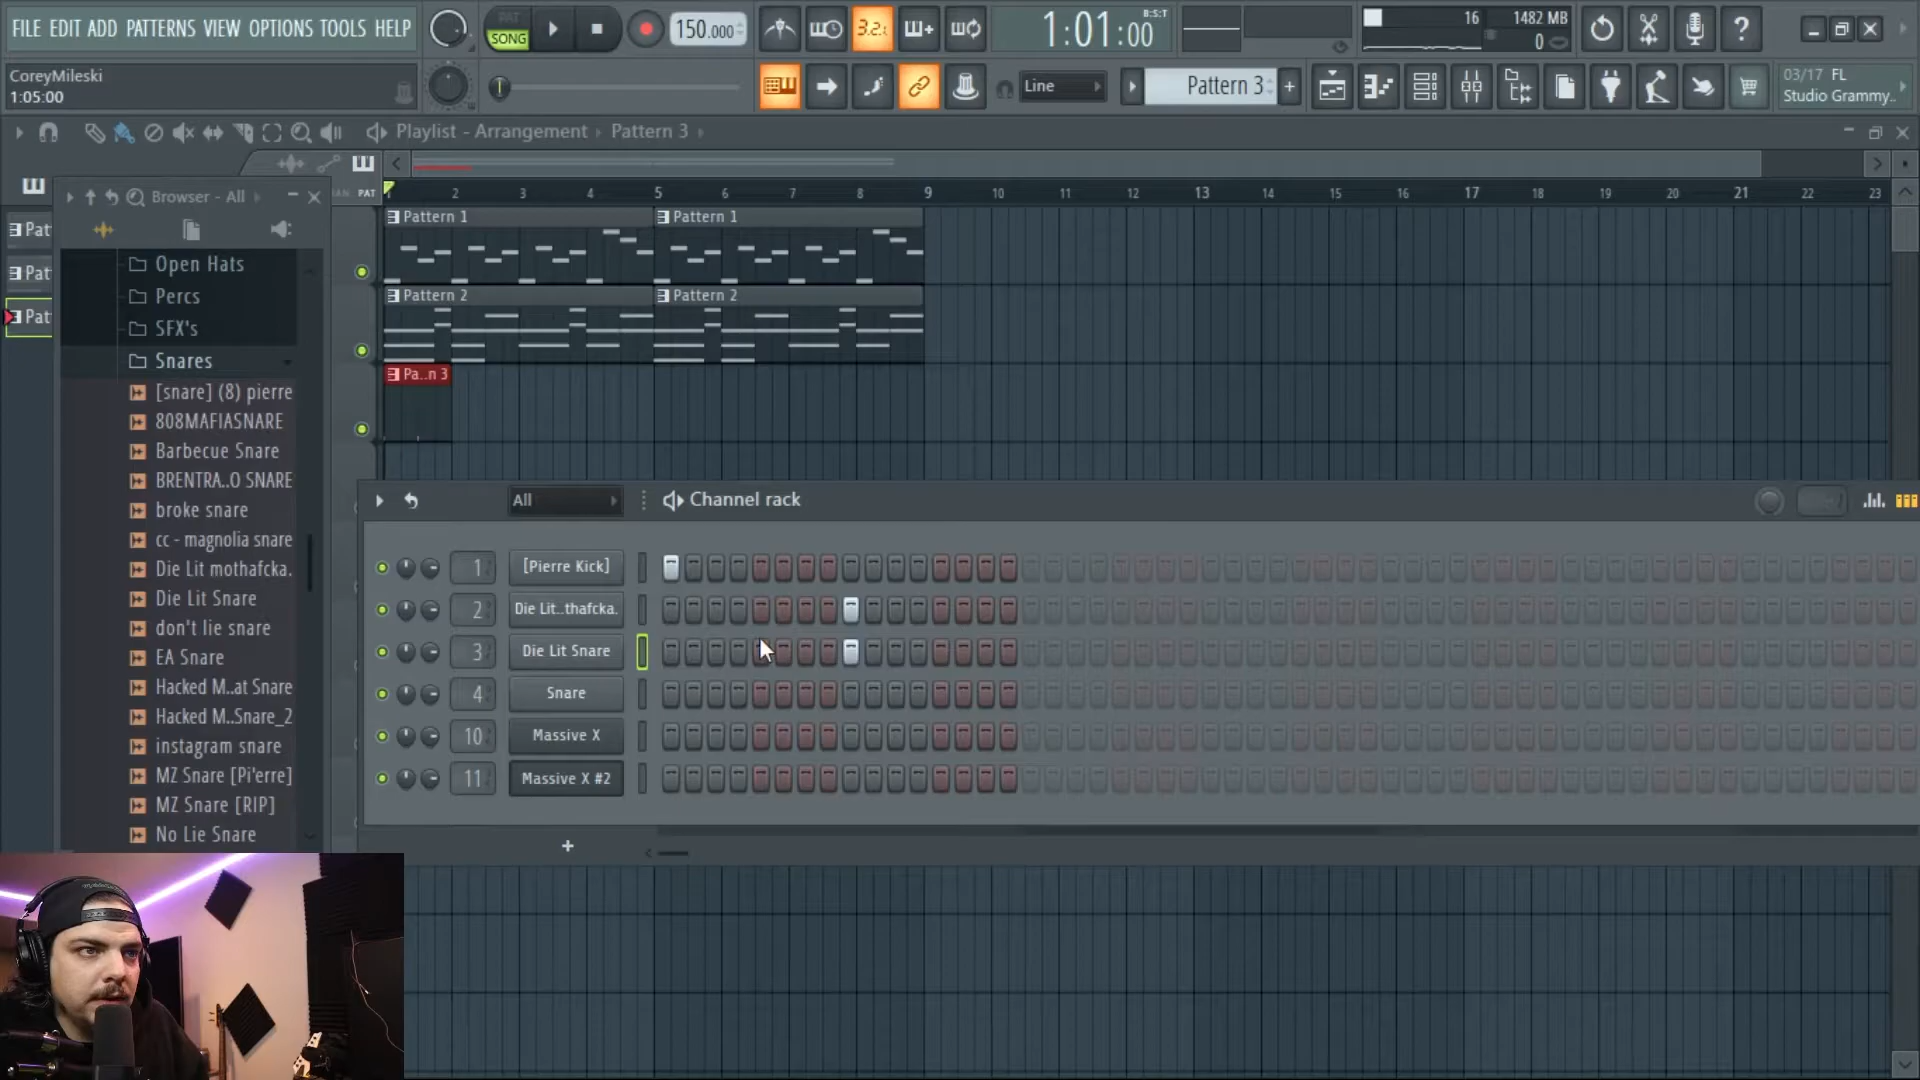 FILE EDIT ADD PATTERNS VIEW OPTIONS TOOLS HELP
PAT
SONG
150.000
3.2.
1:01:00
B:S:T
16
1482 MB
0
CoreyMileski
1:05:00
Line
Pattern 3
03/17 FL
Studio Grammy..
Playlist - Arrangement
Pattern 3
PAT
2 3 4 5 6 7 8 9 10 11 12 13 14 15 16 17 18 19 20 21 22 23
Pat
Pat
Pat
Browser - All
Open Hats
Percs
SFX's
Snares
[snare] (8) pierre
808MAFIASNARE
Barbecue Snare
BRENTRA..O SNARE
broke snare
cc - magnolia snare
Die Lit mothafcka.
Die Lit Snare
don't lie snare
EA Snare
Hacked M..at Snare
Hacked M..Snare_2
instagram snare
MZ Snare [Pi'erre]
MZ Snare [RIP]
No Lie Snare
Pattern 1
Pattern 1
Pattern 2
Pattern 2
Pa..n 3
All
Channel rack
1
[Pierre Kick]
2
Die Lit..thafcka.
3
Die Lit Snare
4
Snare
10
Massive X
11
Massive X #2